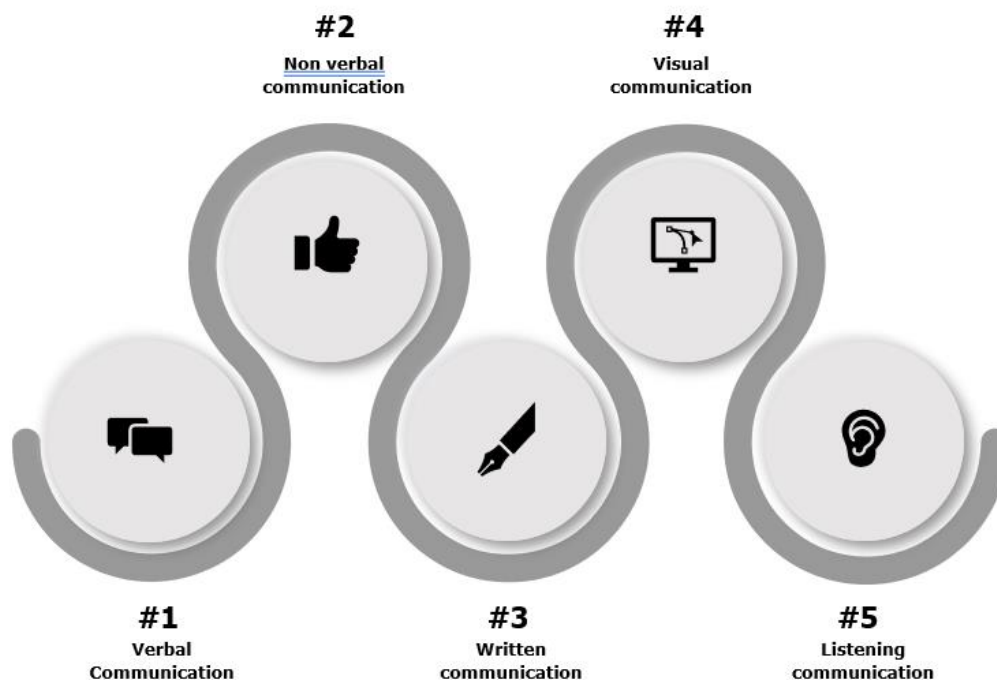 #1
Verbal
Communication
#2
Non verbal
communication
#3
Written
communication
#4
Visual
communication
#5
Listening
communication